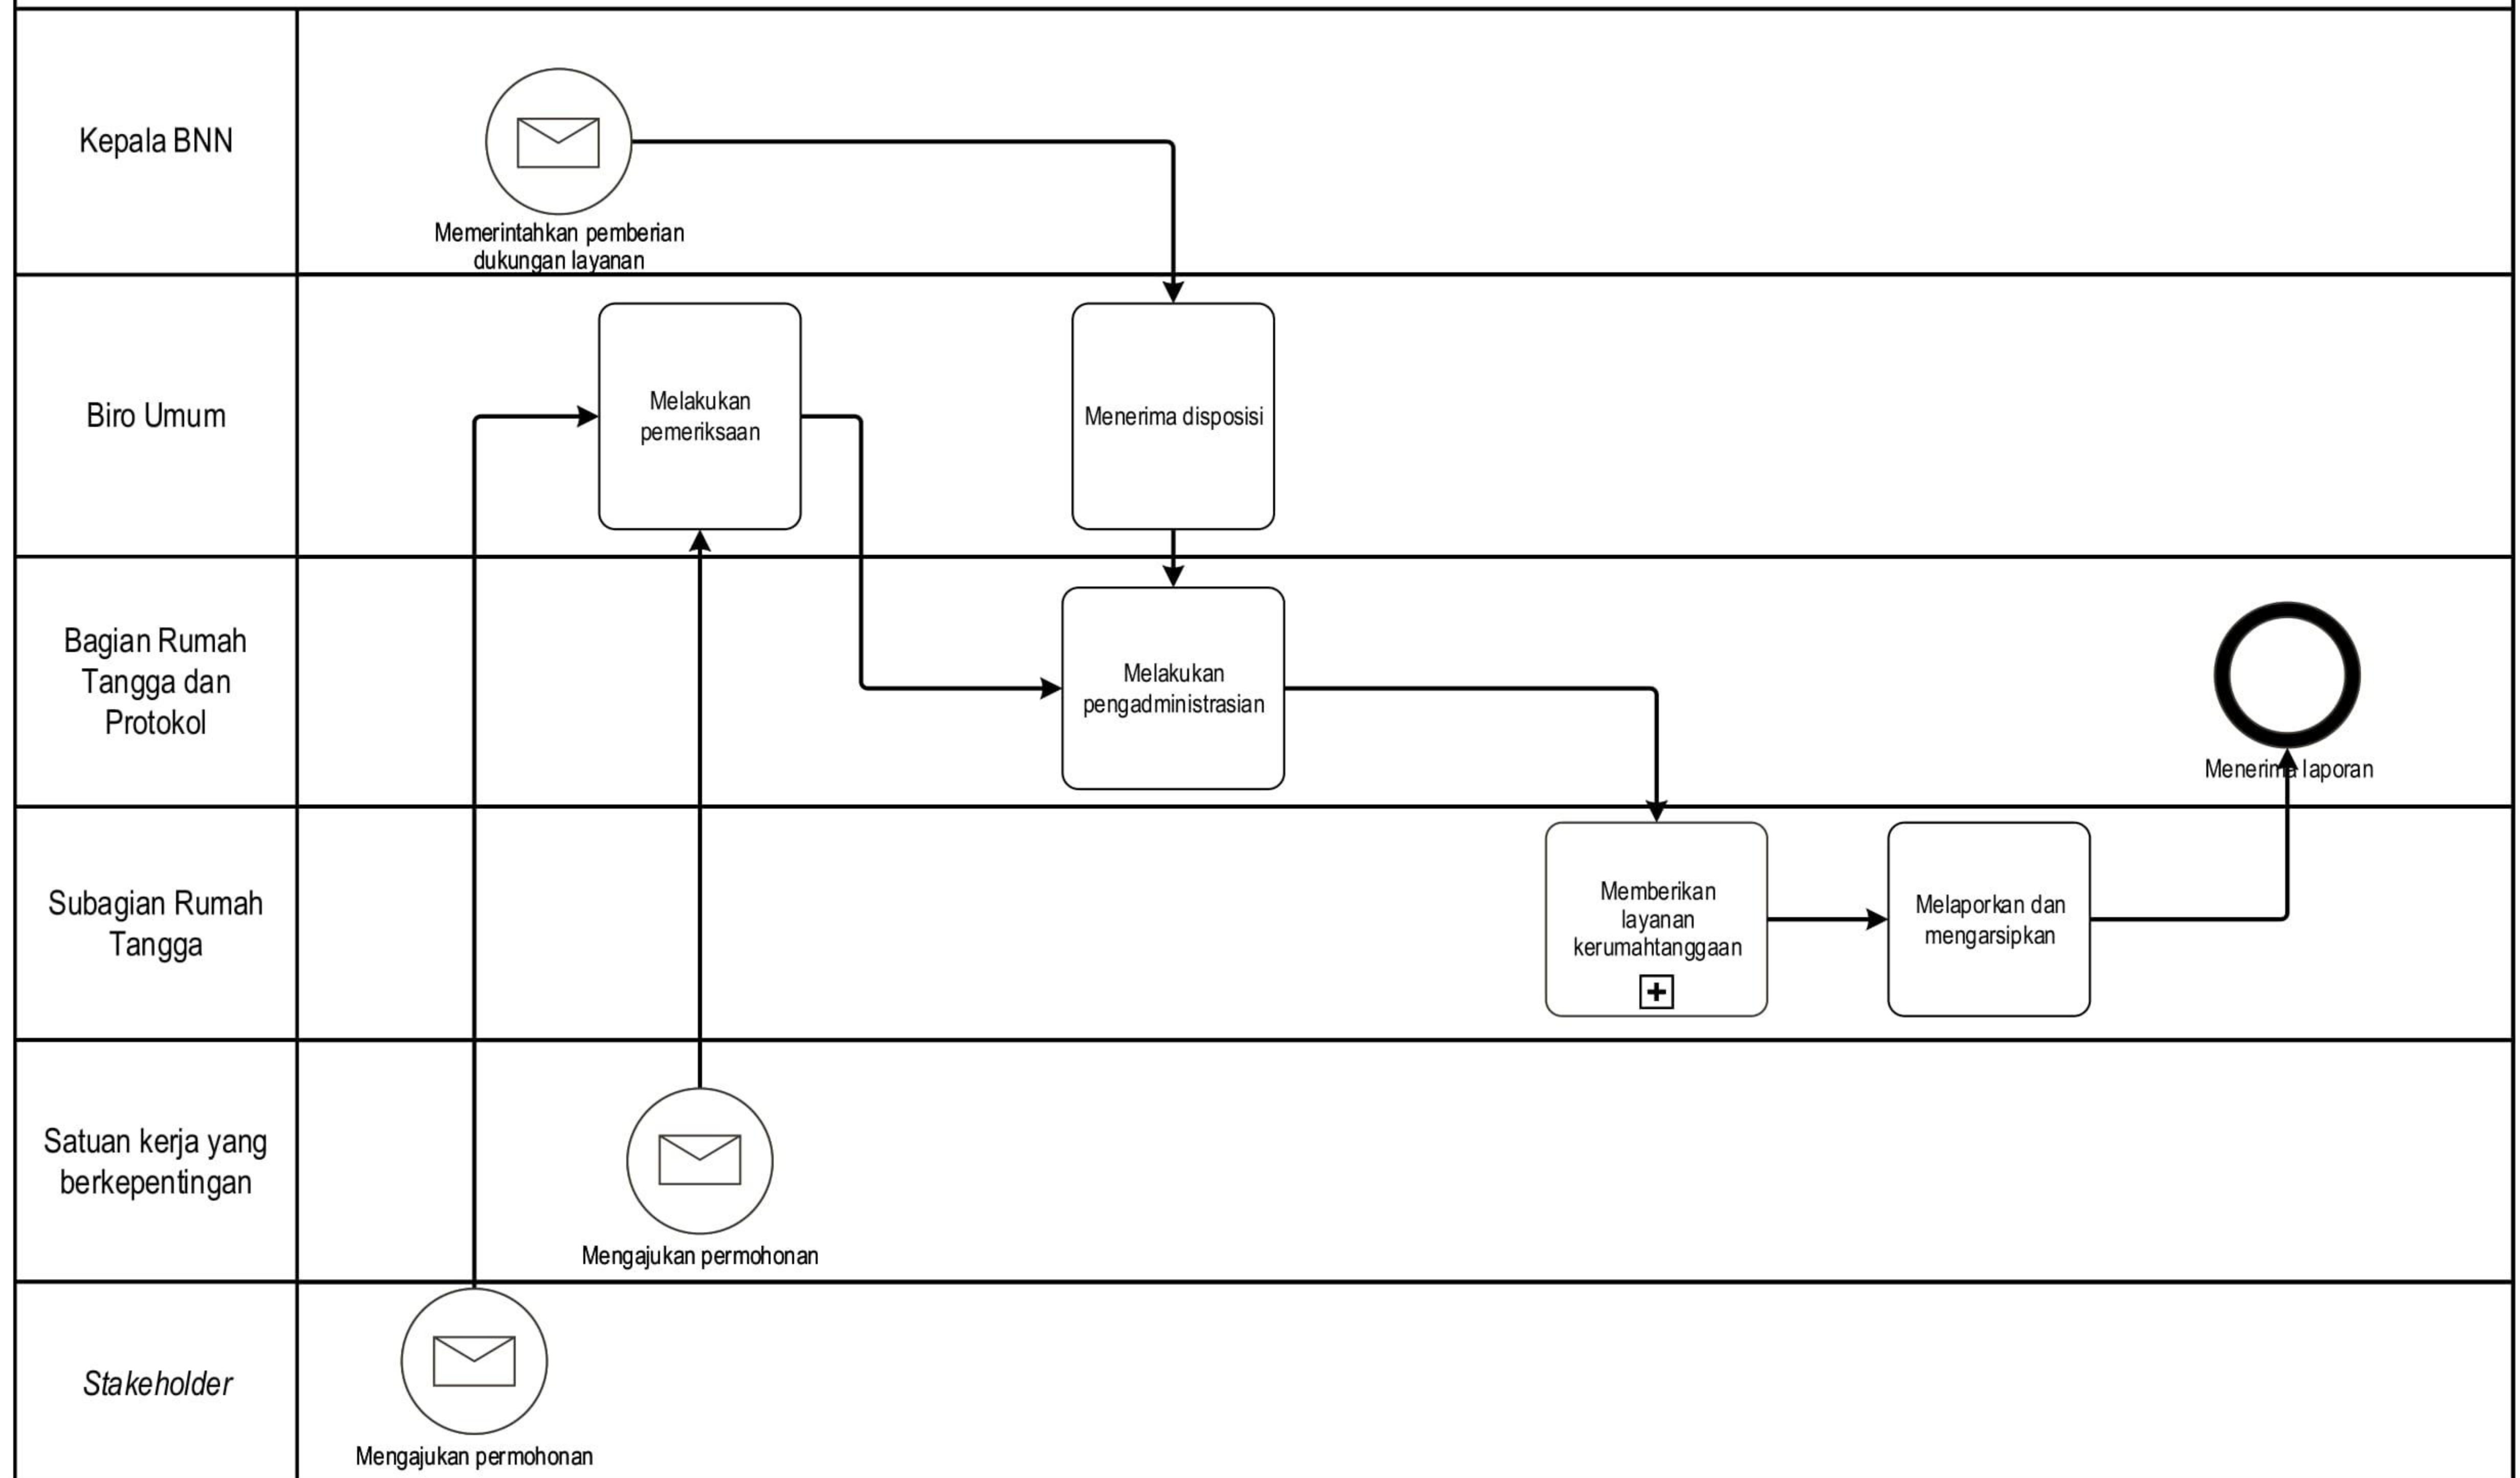 Kepala BNN
Memerintahkan pemberian
dukungan layanan
Biro Umum
Melakukan
pemeriksaan
Menerima disposisi
Bagian Rumah
Tangga dan
Protokol
Melakukan
pengadministrasian
Menerima laporan
Subagian Rumah
Tangga
Memberikan
layanan
kerumahtanggaan
Melaporkan dan
mengarsipkan
Satuan kerja yang
berkepentingan
Mengajukan permohonan
Stakeholder
Mengajukan permohonan